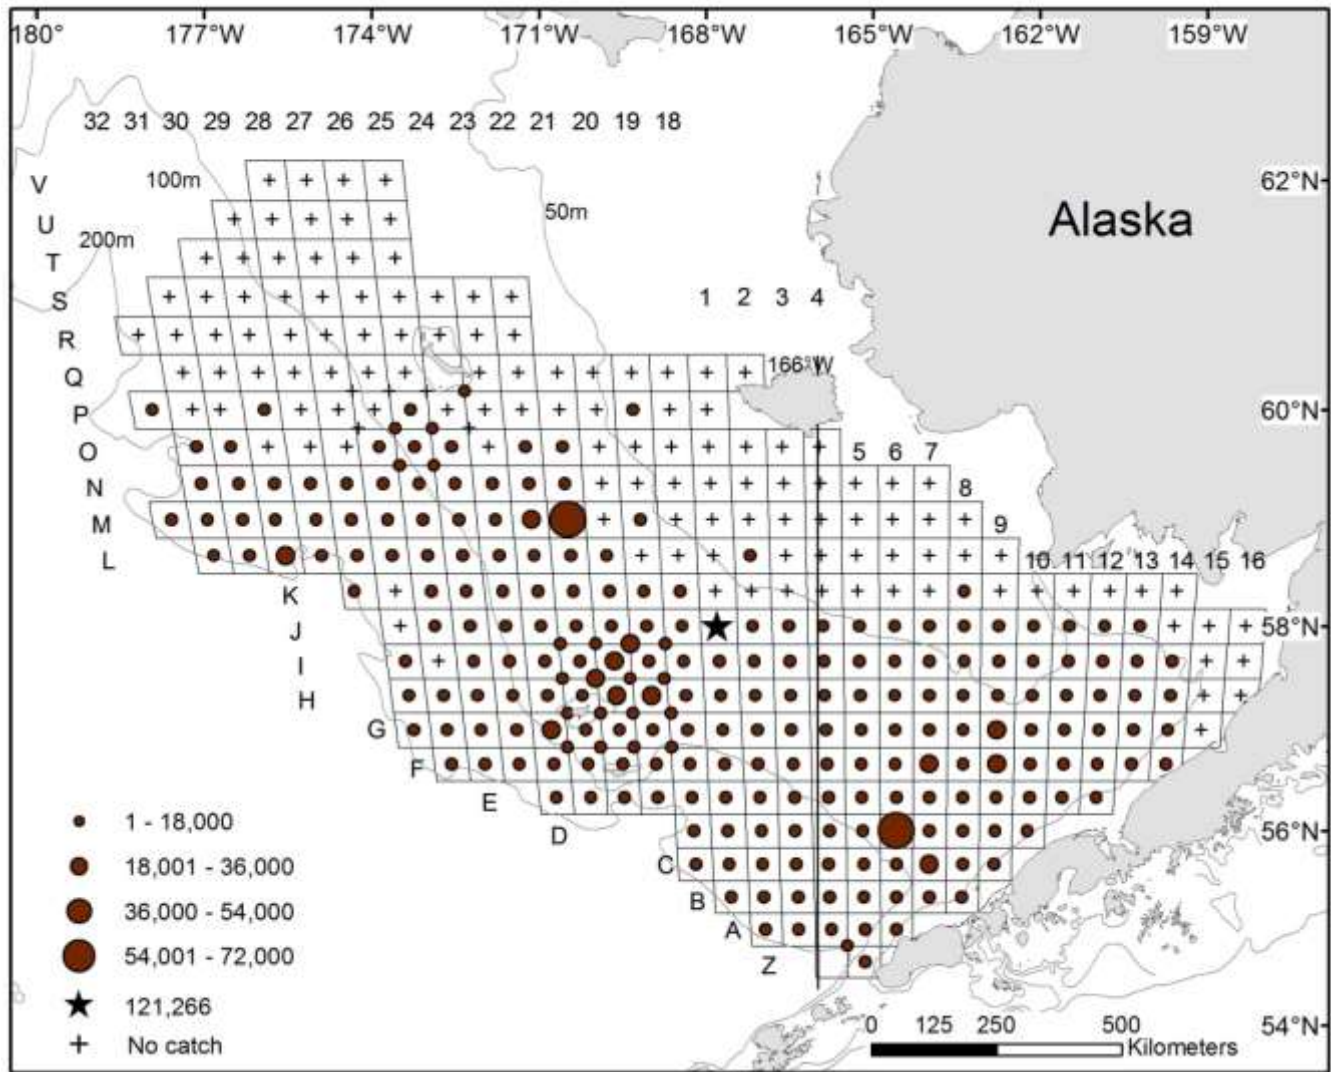 180° 177°W 174°W 171°W 168°W 165°W 162°W 159°W
32 31 30 29 28 27 26 25 24 23 22 21 20 19 18
V 100m 62°N
U 50m Alaska
200m
T
S 1 2 3 4
R
Q 166°W
P 60°N
O 5 6 7
N 8
M 9
L 10 11 12 13 14 15 16
K
J 58°N
I
H
G
F
E
D 56°N
C
B
A
Z
1 - 18,000
18,001 - 36,000
36,000 - 54,000
54,001 - 72,000
121,266
No catch
0 125 250 500
Kilometers
54°N